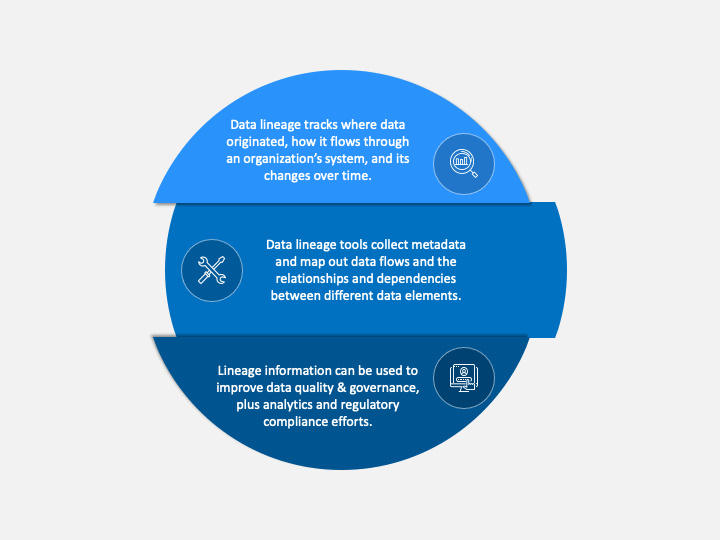 Data lineage tracks where data
originated, how it flows through
an organization's system, and its
changes over time.
Data lineage tools collect metadata
and map out data flows and the
relationships and dependencies
between different data elements.
Lineage information can be used to
improve data quality & governance,
plus analytics and regulatory
compliance efforts.